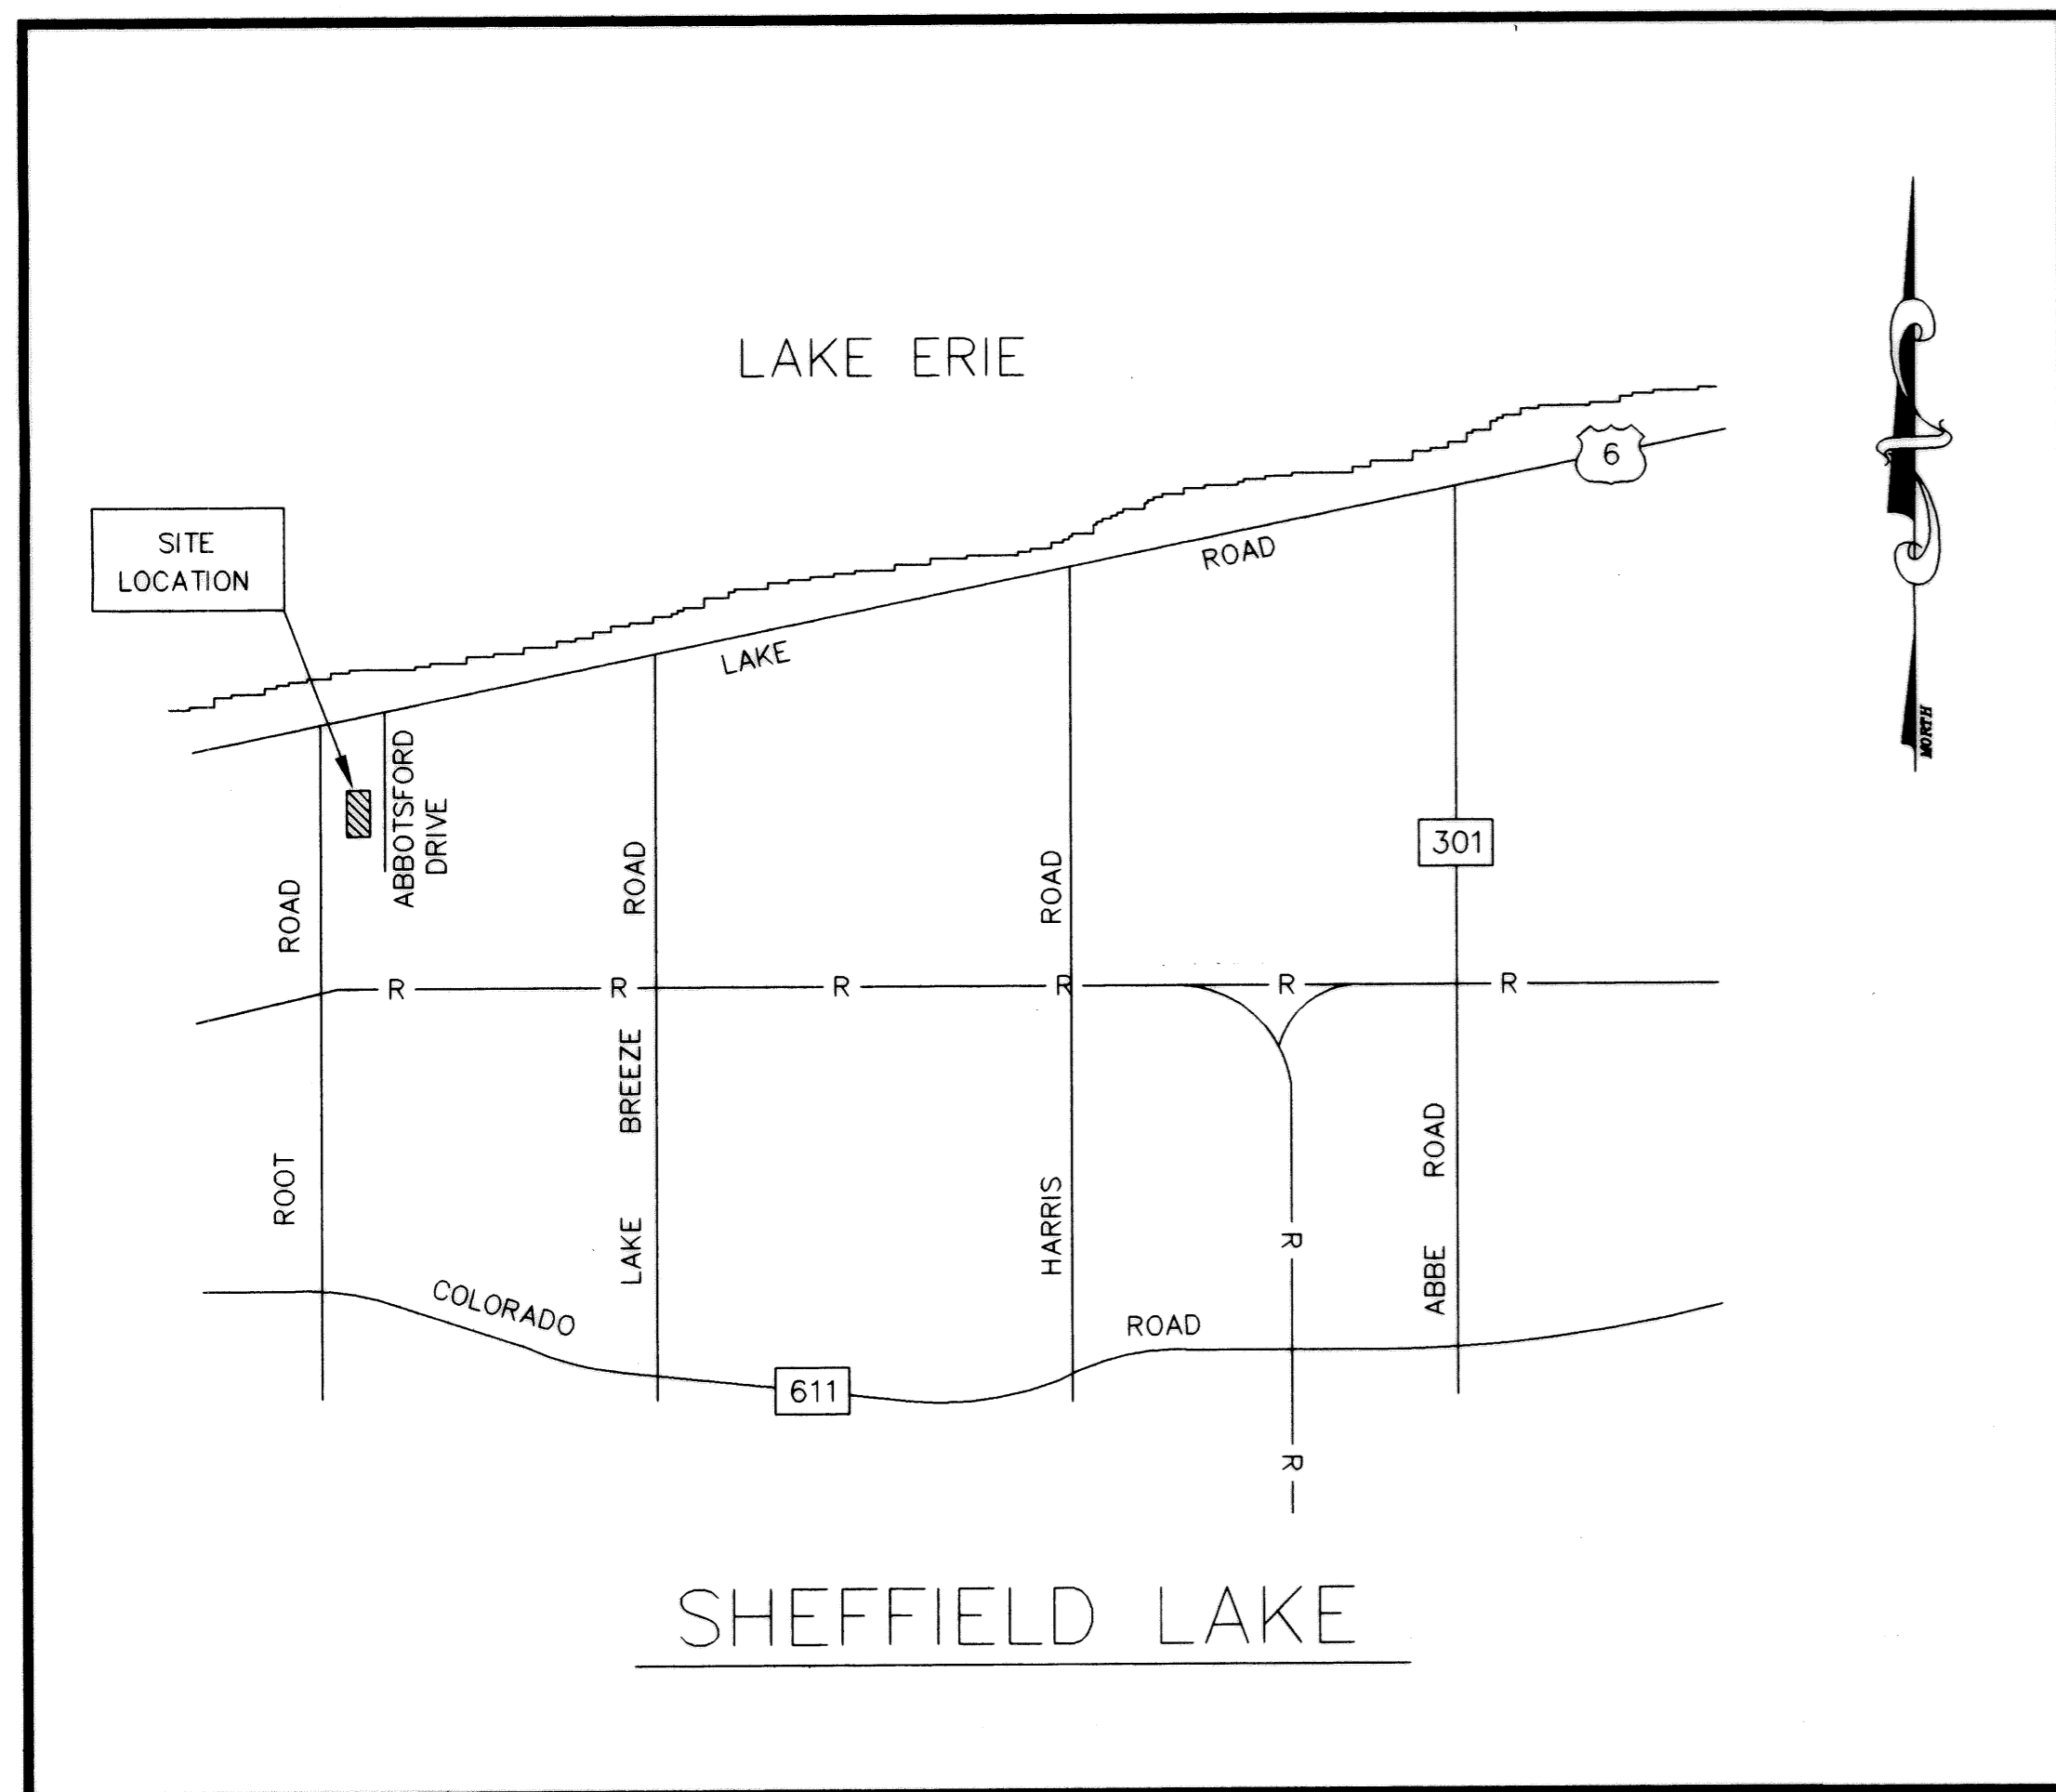 LAKE ERIE
6
ROAD
SITE
LOCATION
LAKE
NORTH
ABBOTSFORD
DRIVE
301
ROAD
ROAD
ROAD
R R R R R R
BREEZE
ROAD
ROOT
LAKE
HARRIS
R
ABBE
COLORADO
ROAD
611
R
SHEFFIELD LAKE